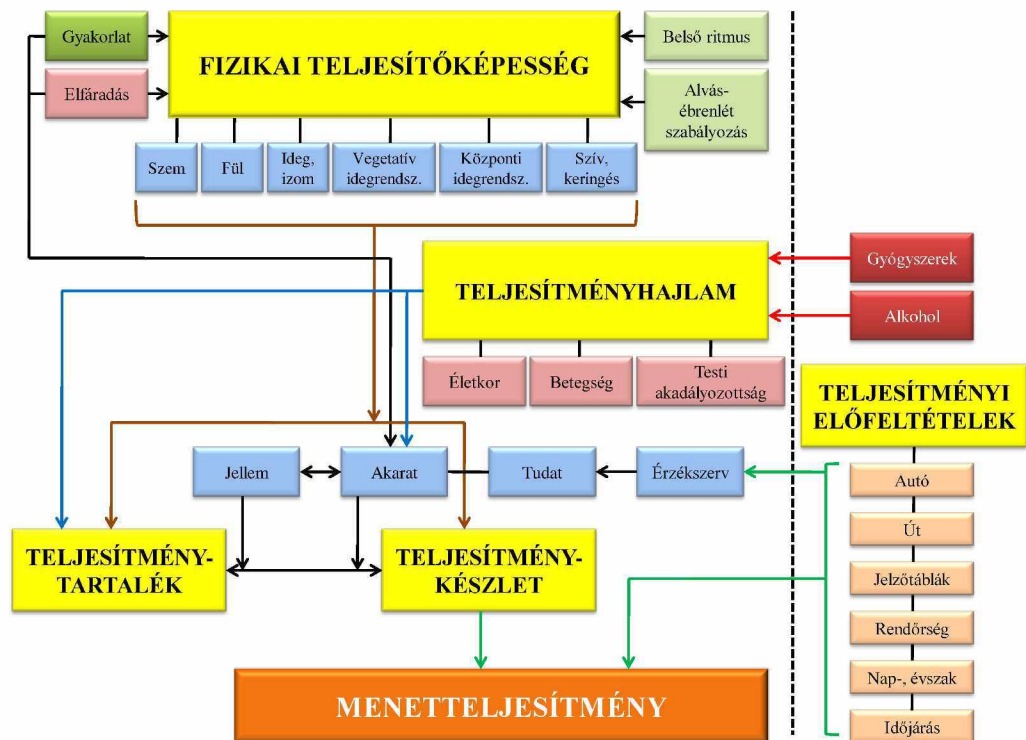 Gyakorlat
Elfáradás
FIZIKAI TELJESÍTŐKÉPESSÉG
Belső ritmus
Alvás-
ébrenlét
szabályozás
Szem
Fül
Ideg,
izom
Vegetatív
idegrendsz.
Központi
idegrendsz.
Szív,
keringés
TELJESÍTMÉNYHAJLAM
Gyógyszerek
Alkohol
Életkor
Betegség
Testi
akadályozottság
TELJESÍTMÉNYI
ELŐFELTÉTELEK
Jellem
Akarat
Tudat
Érzékszerv
Autó
Út
Jelzőtáblák
Rendőrség
Nap-, évszak
Időjárás
TELJESÍTMÉNY-
TARTALÉK
TELJESÍTMÉNY-
KÉSZLET
MENETTELJESÍTMÉNY